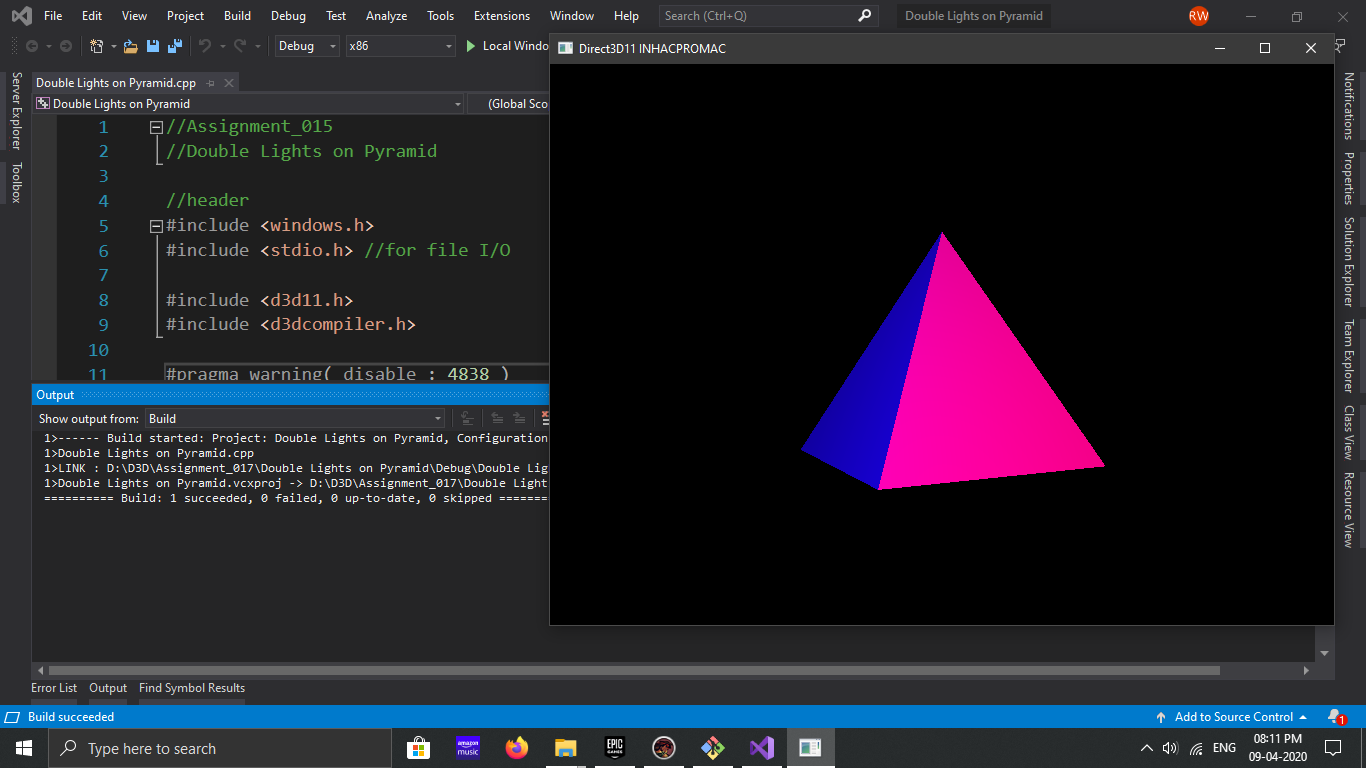 File Edit View Project Build Debug Test Analyze Tools Extensions Window Help Search (Ctrl+Q) Double Lights on Pyramid RW
Debug x86 Local Windo
Direct3D11 INHACPROMAC
Double Lights on Pyramid.cpp
Double Lights on Pyramid (Global Sco
1 //Assignment_015
2 //Double Lights on Pyramid
3
4 //header
5 #include <windows.h>
6 #include <stdio.h> //for file I/O
7
8 #include <d3d11.h>
9 #include <d3dcompiler.h>
10
11 #pragma warning( disable : 4838 )
Server Explorer
Toolbox
Notifications
Properties
Solution Explorer
Team Explorer
Class View
Resource View
Output
Show output from: Build
1>------ Build started: Project: Double Lights on Pyramid, Configuration
1>Double Lights on Pyramid.cpp
1>LINK : D:\D3D\Assignment_017\Double Lights on Pyramid\Debug\Double Lig
1>Double Lights on Pyramid.vcxproj -> D:\D3D\Assignment_017\Double Light
========== Build: 1 succeeded, 0 failed, 0 up-to-date, 0 skipped ========
Error List Output Find Symbol Results
Build succeeded Add to Source Control 1
Type here to search
amazon music
EPIC GAMES
ENG
08:11 PM
09-04-2020